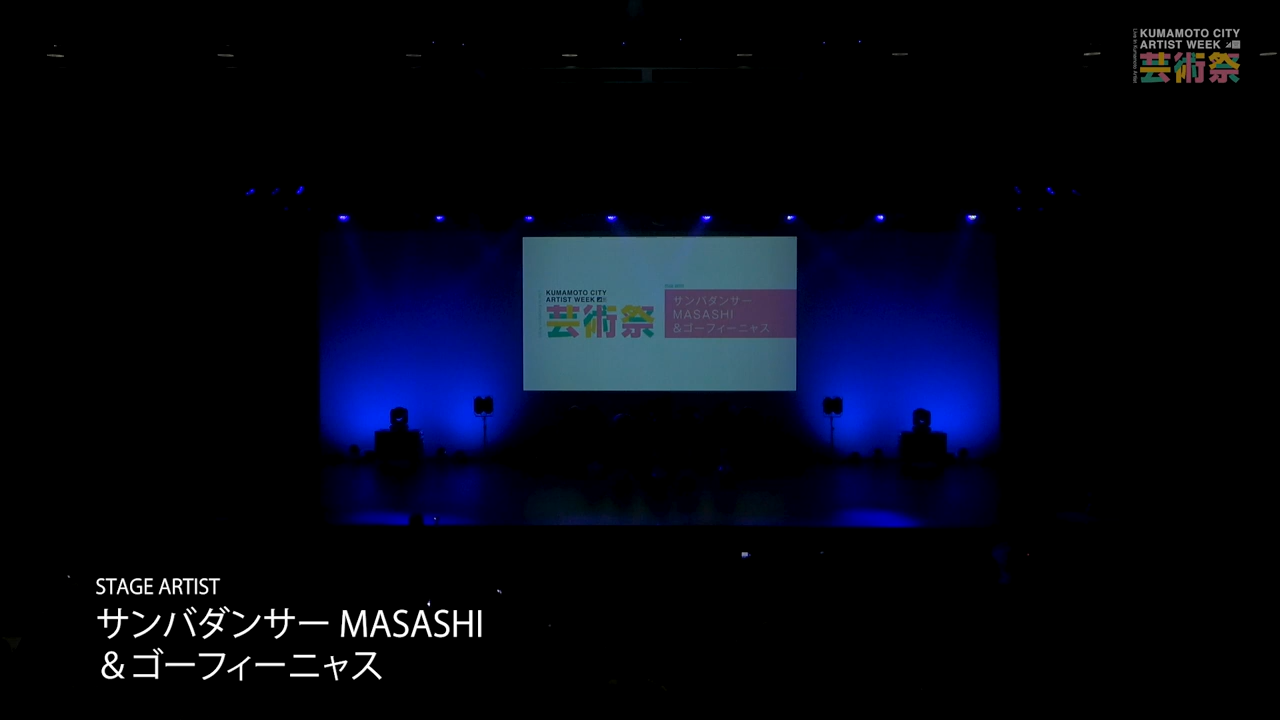 KUMAMOTO CITY
ARTIST WEEK
芸術祭
KUMAMOTO CITY
ARTIST WEEK
芸術祭
サンバダンサー
MASASHI
&ゴーフィーニャス
STAGE ARTIST
サンバダンサー MASASHI
&ゴーフィーニャス